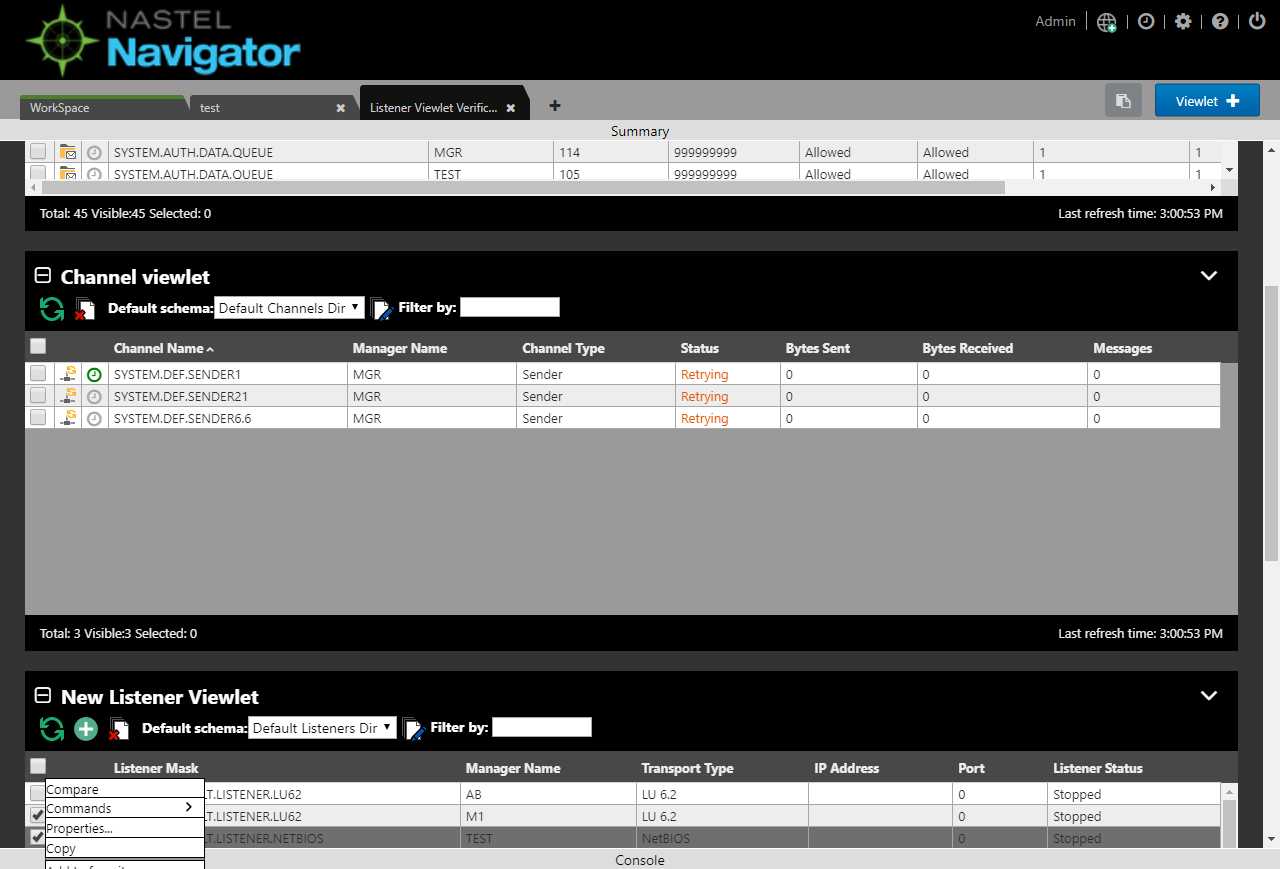 NASTEL
Navigator
Admin
WorkSpace
test
Listener Viewlet Verific...
Viewlet
Summary
SYSTEM.AUTH.DATA.QUEUE MGR 114 999999999 Allowed Allowed 1 1
SYSTEM.AUTH.DATA.QUEUE TEST 105 999999999 Allowed Allowed 1 1
Total: 45 Visible:45 Selected: 0 Last refresh time: 3:00:53 PM
Channel viewlet
Default schema: Default Channels Dir Filter by:
Channel Name Manager Name Channel Type Status Bytes Sent Bytes Received Messages
SYSTEM.DEF.SENDER1 MGR Sender Retrying 0 0 0
SYSTEM.DEF.SENDER21 MGR Sender Retrying 0 0 0
SYSTEM.DEF.SENDER6.6 MGR Sender Retrying 0 0 0
Total: 3 Visible:3 Selected: 0 Last refresh time: 3:00:53 PM
New Listener Viewlet
Default schema: Default Listeners Dir Filter by:
Listener Mask Manager Name Transport Type IP Address Port Listener Status
Compare
LT.LISTENER.LU62 AB LU 6.2 0 Stopped
Commands
LT.LISTENER.LU62 M1 LU 6.2 0 Stopped
Properties...
LT.LISTENER.NETBIOS TEST NetBIOS 0 Stopped
Copy
Console